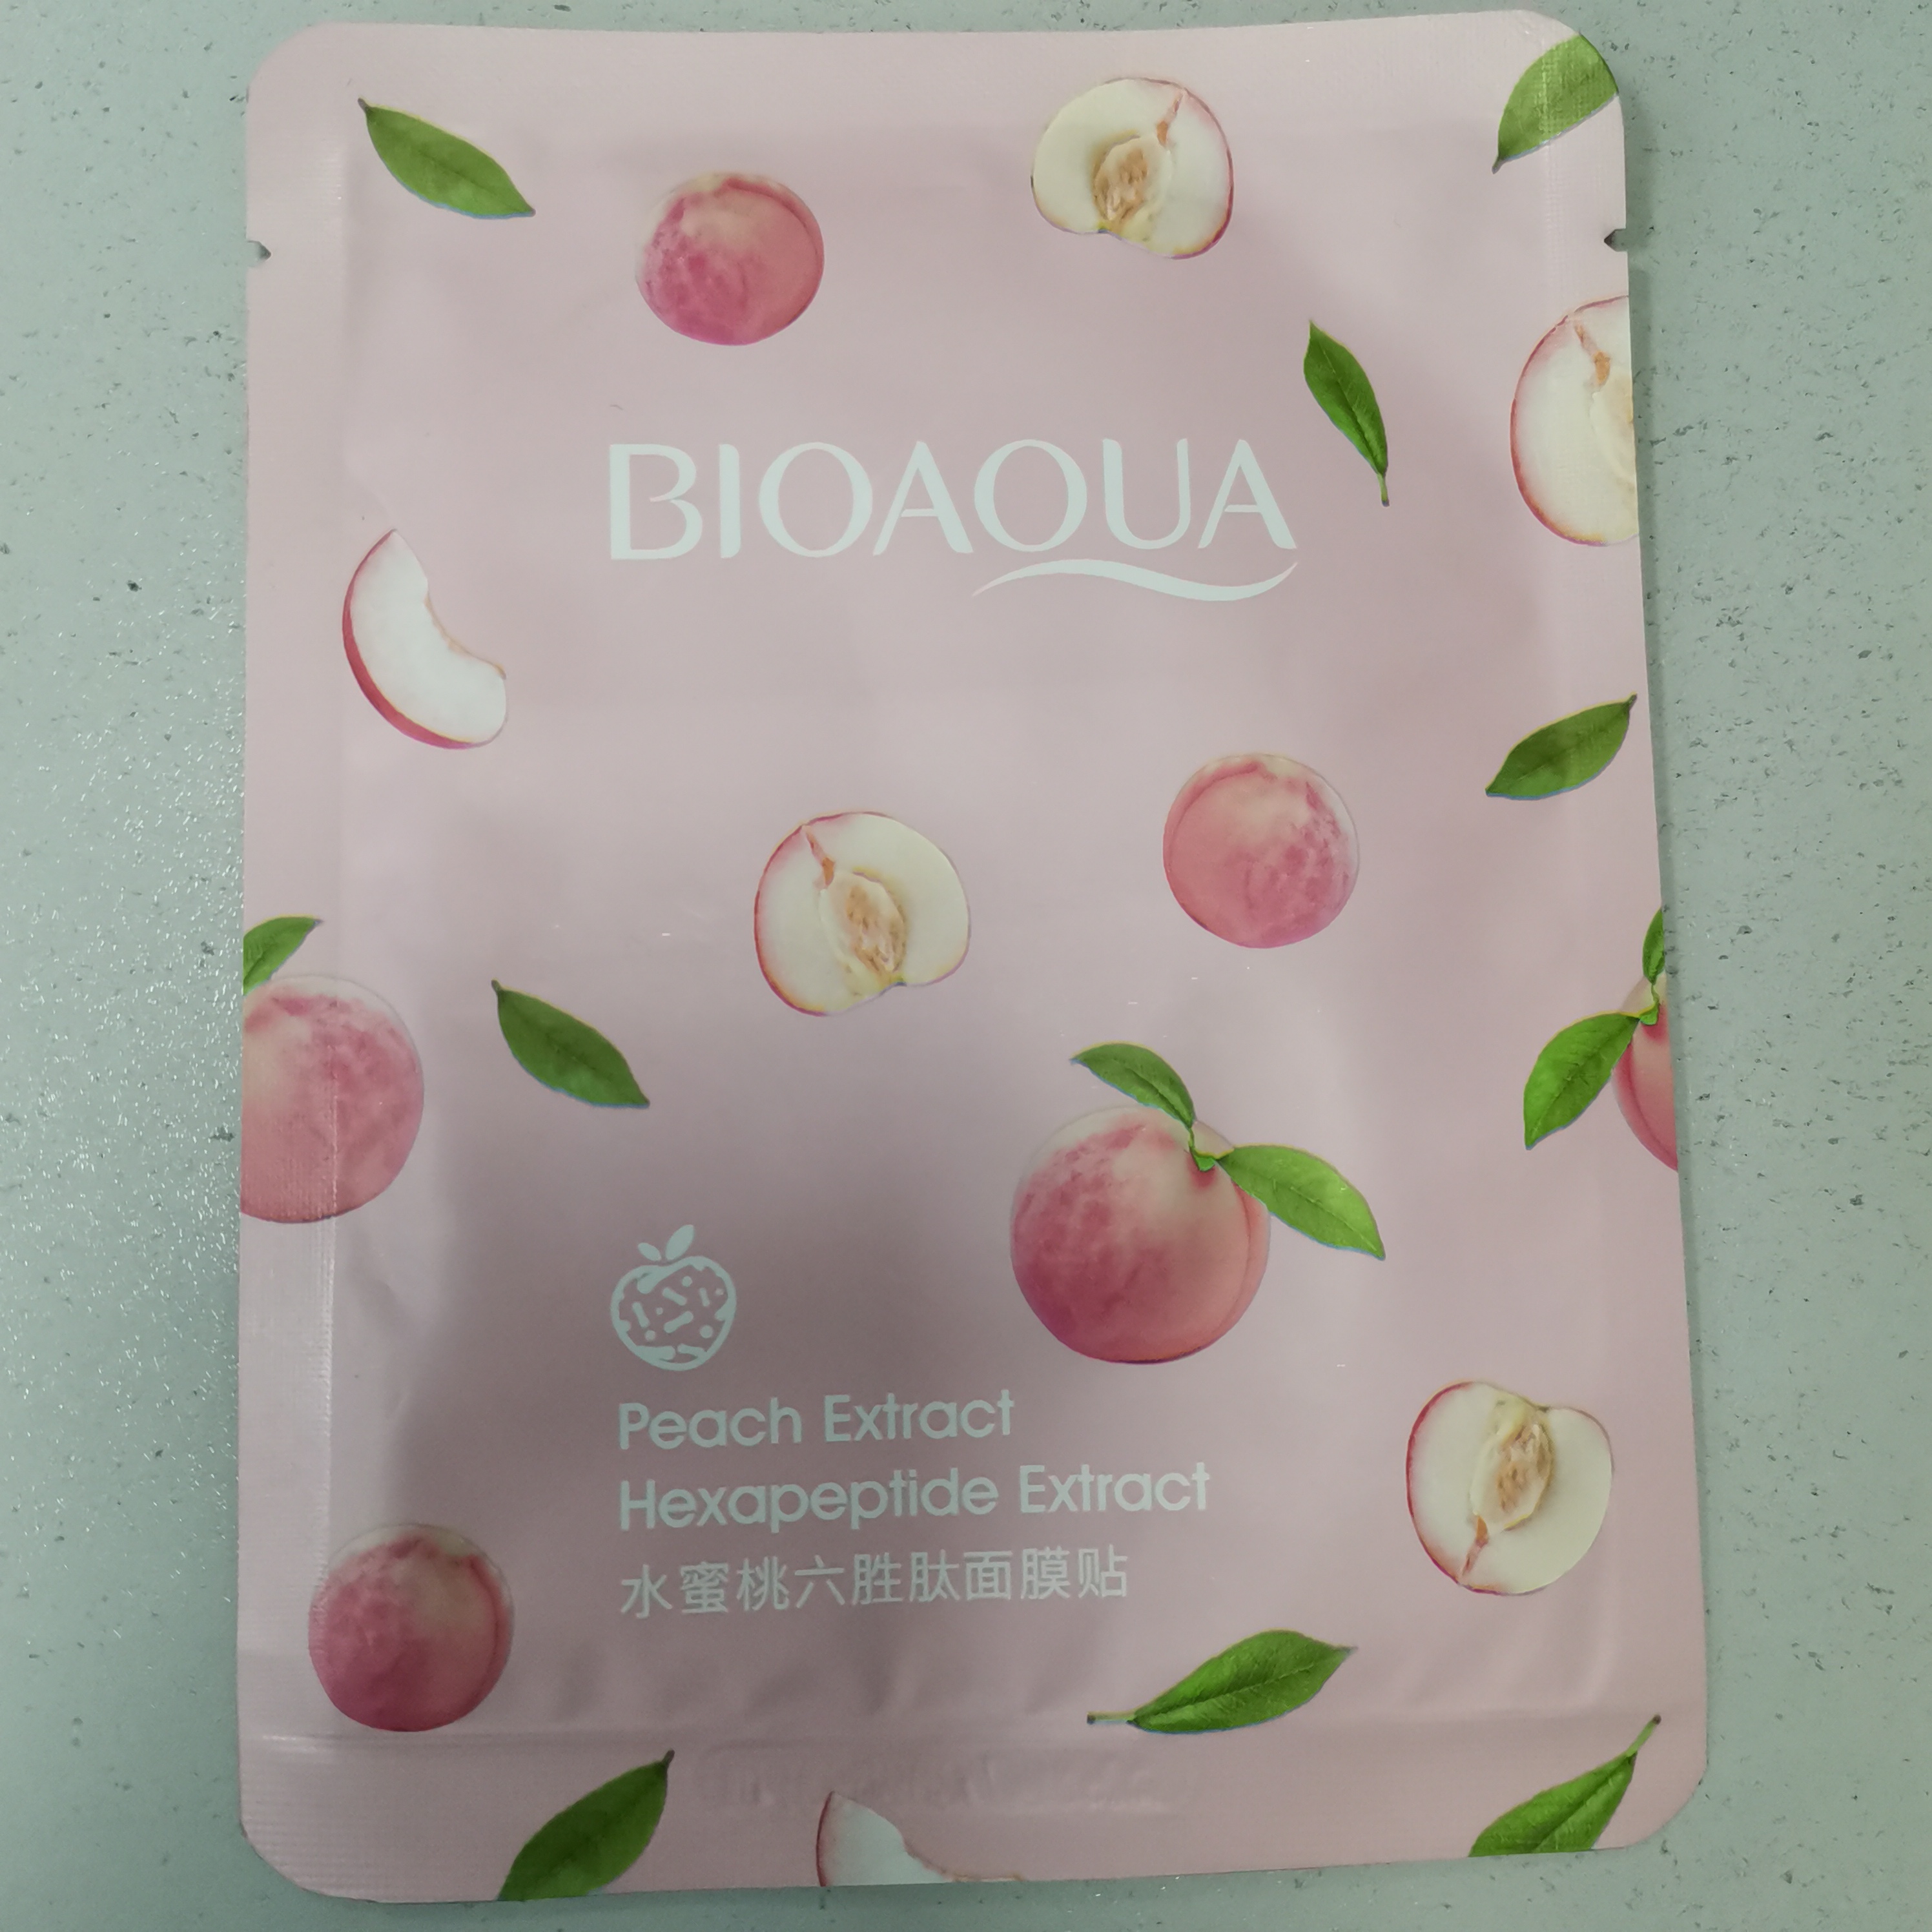 BIOAQUA
Peach Extract
Hexapeptide Extract
水蜜桃六胜肽面膜贴